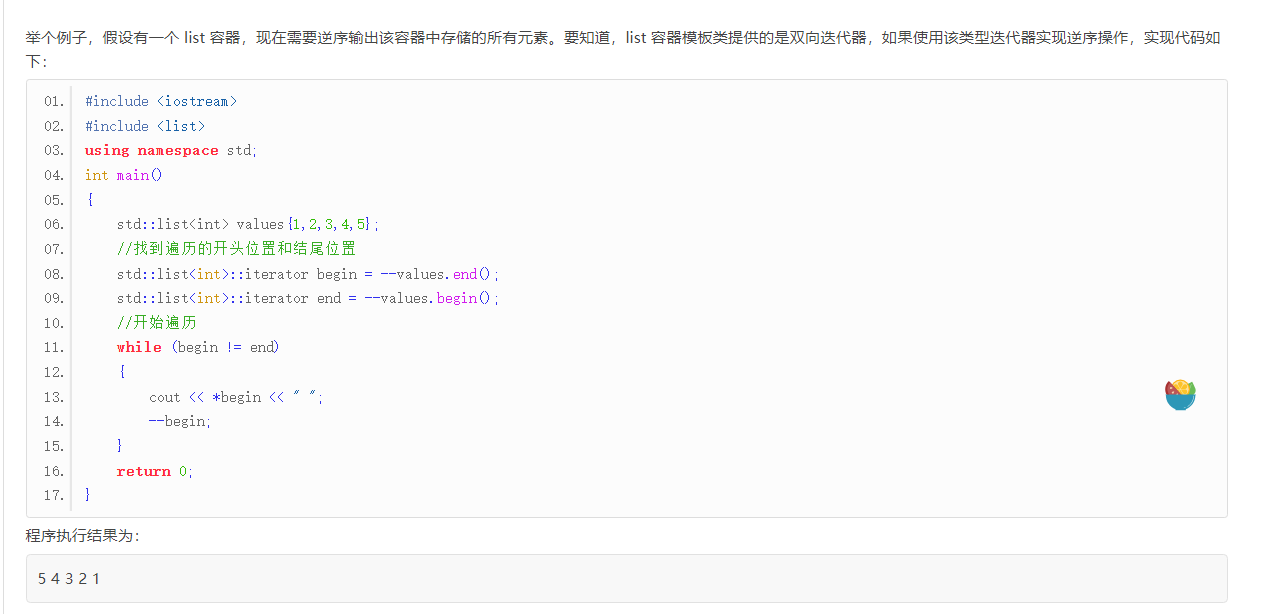 举个例子，假设有一个 list 容器，现在需要逆序输出该容器中存储的所有元素。要知道，list 容器模板类提供的是双向迭代器，如果使用该类型迭代器实现逆序操作，实现代码如
下：
01. #include <iostream>
02. #include <list>
03. using namespace std;
04. int main()
05. {
06.     std::list<int> values{1,2,3,4,5};
07.     //找到遍历的开头位置和结尾位置
08.     std::list<int>::iterator begin = --values.end();
09.     std::list<int>::iterator end = --values.begin();
10.     //开始遍历
11.     while (begin != end)
12.     {
13.         cout << *begin << " ";
14.         --begin;
15.     }
16.     return 0;
17. }
程序执行结果为：
5 4 3 2 1